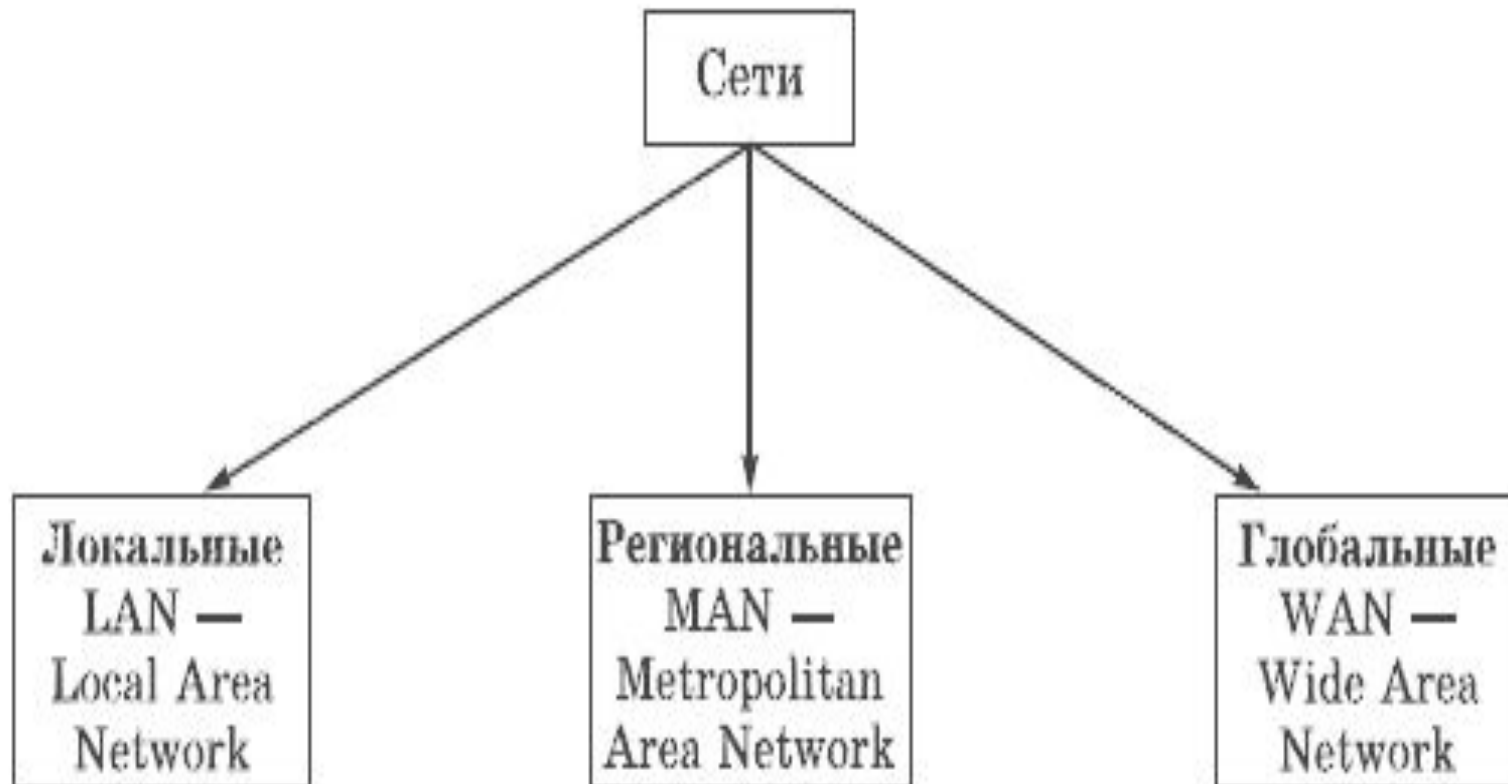 Сети
Локальные
LAN —
Local Area
Network
Региональные
MAN —
Metropolitan
Area Network
Глобальные
WAN —
Wide Area
Network